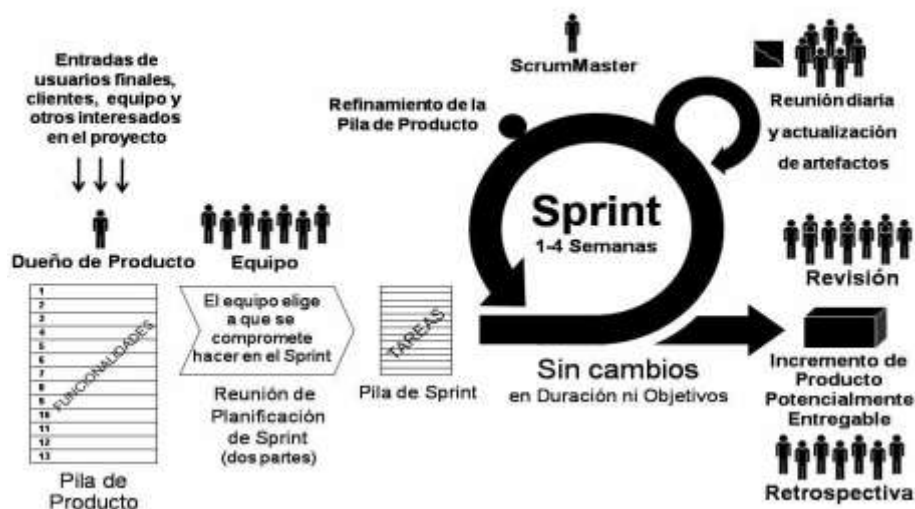 Entradas de
usuarios finales,
clientes, equipo y
otros interesados
en el proyecto
Dueño de Producto
1
2
3
4
5
6
7
8
9
10
11
12
13
FUNCIONALIDADES
Pila de
Producto
Equipo
El equipo elige
a que se
compromete
hacer en el Sprint
Reunión de
Planificación
de Sprint
(dos partes)
TAREAS
Pila de Sprint
ScrumMaster
Refinamiento de la
Pila de Producto
Sprint
1-4 Semanas
Sin cambios
en Duración ni Objetivos
Reunión diaria
y actualización
de artefactos
Revisión
Incremento de
Producto
Potencialmente
Entregable
Retrospectiva